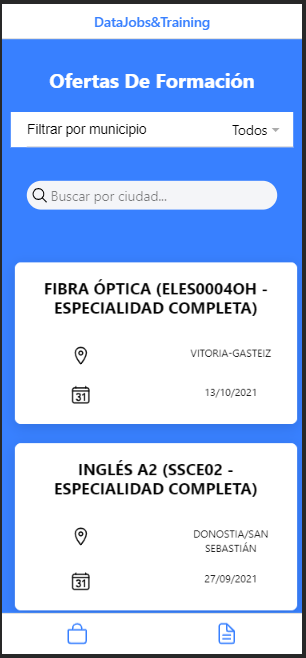 DataJobs&Training
Ofertas De Formación
Filtrar por municipio Todos
Buscar por ciudad...
FIBRA ÓPTICA (ELES0004OH -
ESPECIALIDAD COMPLETA)
VITORIA-GASTEIZ
31 13/10/2021
INGLÉS A2 (SSCE02 -
ESPECIALIDAD COMPLETA)
DONOSTIA/SAN
SEBASTIÁN
31 27/09/2021